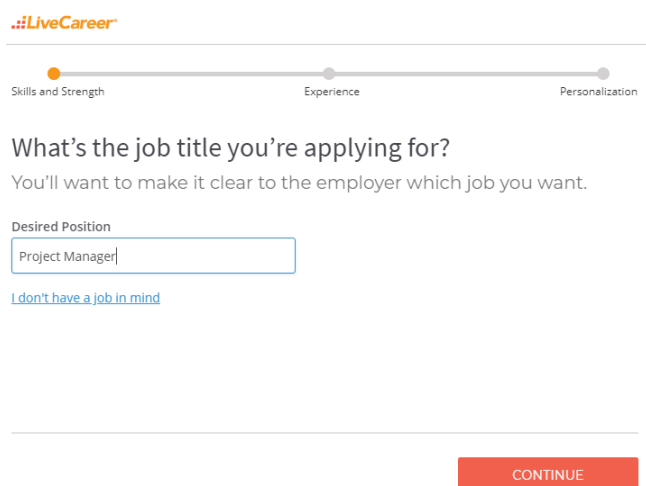 LiveCareer®
Skills and Strength Experience Personalization
What's the job title you're applying for?
You'll want to make it clear to the employer which job you want.
Desired Position
Project Manager
I don't have a job in mind
CONTINUE